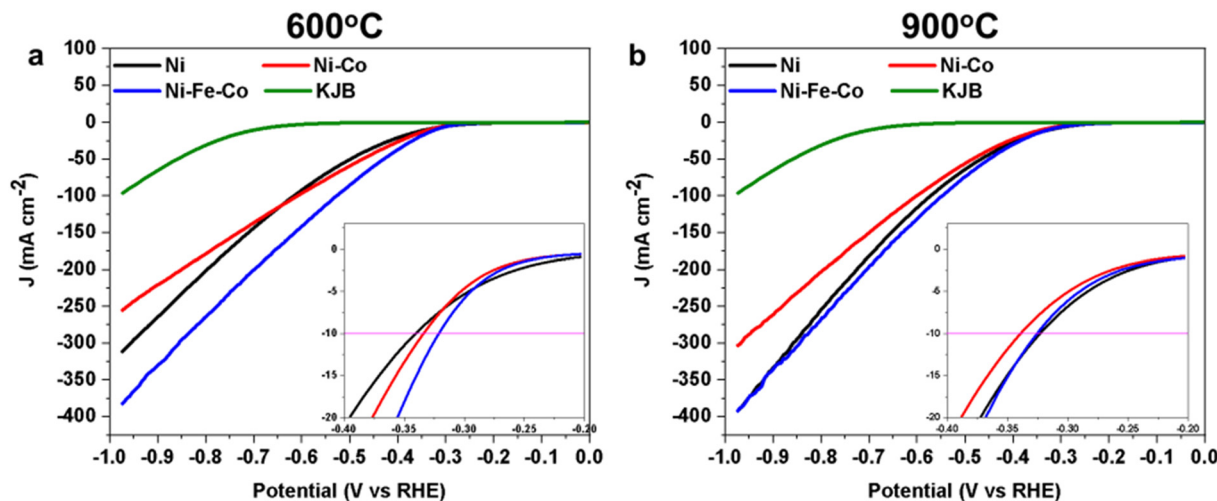 600°C
a
Ni Ni-Co
Ni-Fe-Co KJB
100
50
0
-50
-100
-150
-200
-250
-300
-350
-400
J (mA cm⁻²)
-1.0 -0.9 -0.8 -0.7 -0.6 -0.5 -0.4 -0.3 -0.2 -0.1 0.0
Potential (V vs RHE)
0
-5
-10
-15
-20
-0.40 -0.35 -0.30 -0.25 -0.20
900°C
b
Ni Ni-Co
Ni-Fe-Co KJB
100
50
0
-50
-100
-150
-200
-250
-300
-350
-400
J (mA cm⁻²)
-1.0 -0.9 -0.8 -0.7 -0.6 -0.5 -0.4 -0.3 -0.2 -0.1 0.0
Potential (V vs RHE)
0
-5
-10
-15
-20
-0.40 -0.35 -0.30 -0.25 -0.20